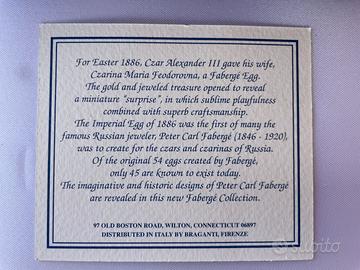 For Easter 1886, Czar Alexander III gave his wife,
Czarina Maria Feodorovna, a Fabergé Egg.
The gold and jeweled treasure opened to reveal
a miniature "surprise", in which sublime playfulness
combined with superb craftsmanship.
The Imperial Egg of 1886 was the first of many the
famous Russian jeweler, Peter Carl Fabergé (1846 - 1920),
was to create for the czars and czarinas of Russia.
Of the original 54 eggs created by Fabergé,
only 45 are known to exist today.
The imaginative and historic designs of Peter Carl Fabergé
are revealed in this new Fabergé Collection.
97 OLD BOSTON ROAD, WILTON, CONNECTICUT 06897
DISTRIBUTED IN ITALY BY BRAGANTI, FIRENZE
subito